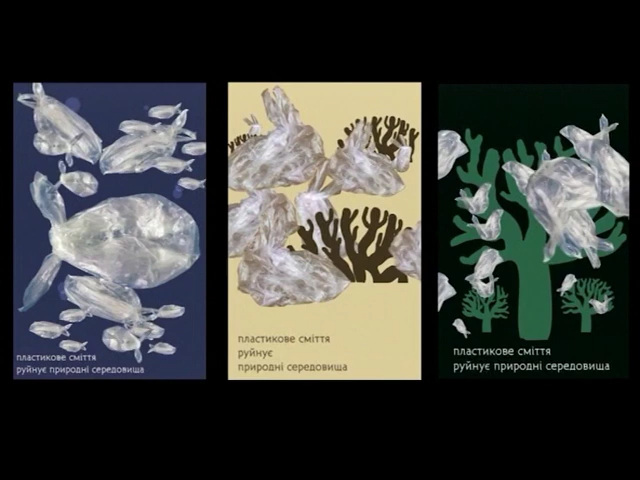 пластикове сміття
руйнує природні середовища
пластикове сміття
руйнує
природні середовища
пластикове сміття
руйнує природні середовища